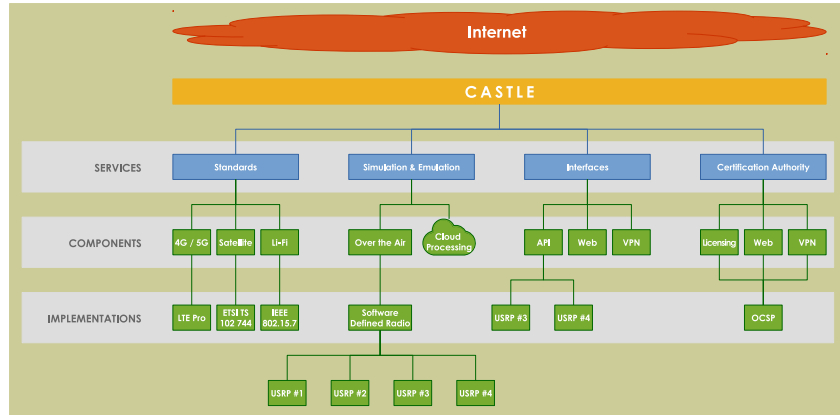 Internet
CASTLE
SERVICES
Standards
Simulation & Emulation
Interfaces
Certification Authority
COMPONENTS
4G / 5G
Satellite
Li-Fi
Over the Air
Cloud
Processing
API
Web
VPN
Licensing
Web
VPN
IMPLEMENTATIONS
LTE Pro
ETSI TS
102 744
IEEE
802.15.7
Software
Defined Radio
USRP #3
USRP #4
OCSP
USRP #1
USRP #2
USRP #3
USRP #4